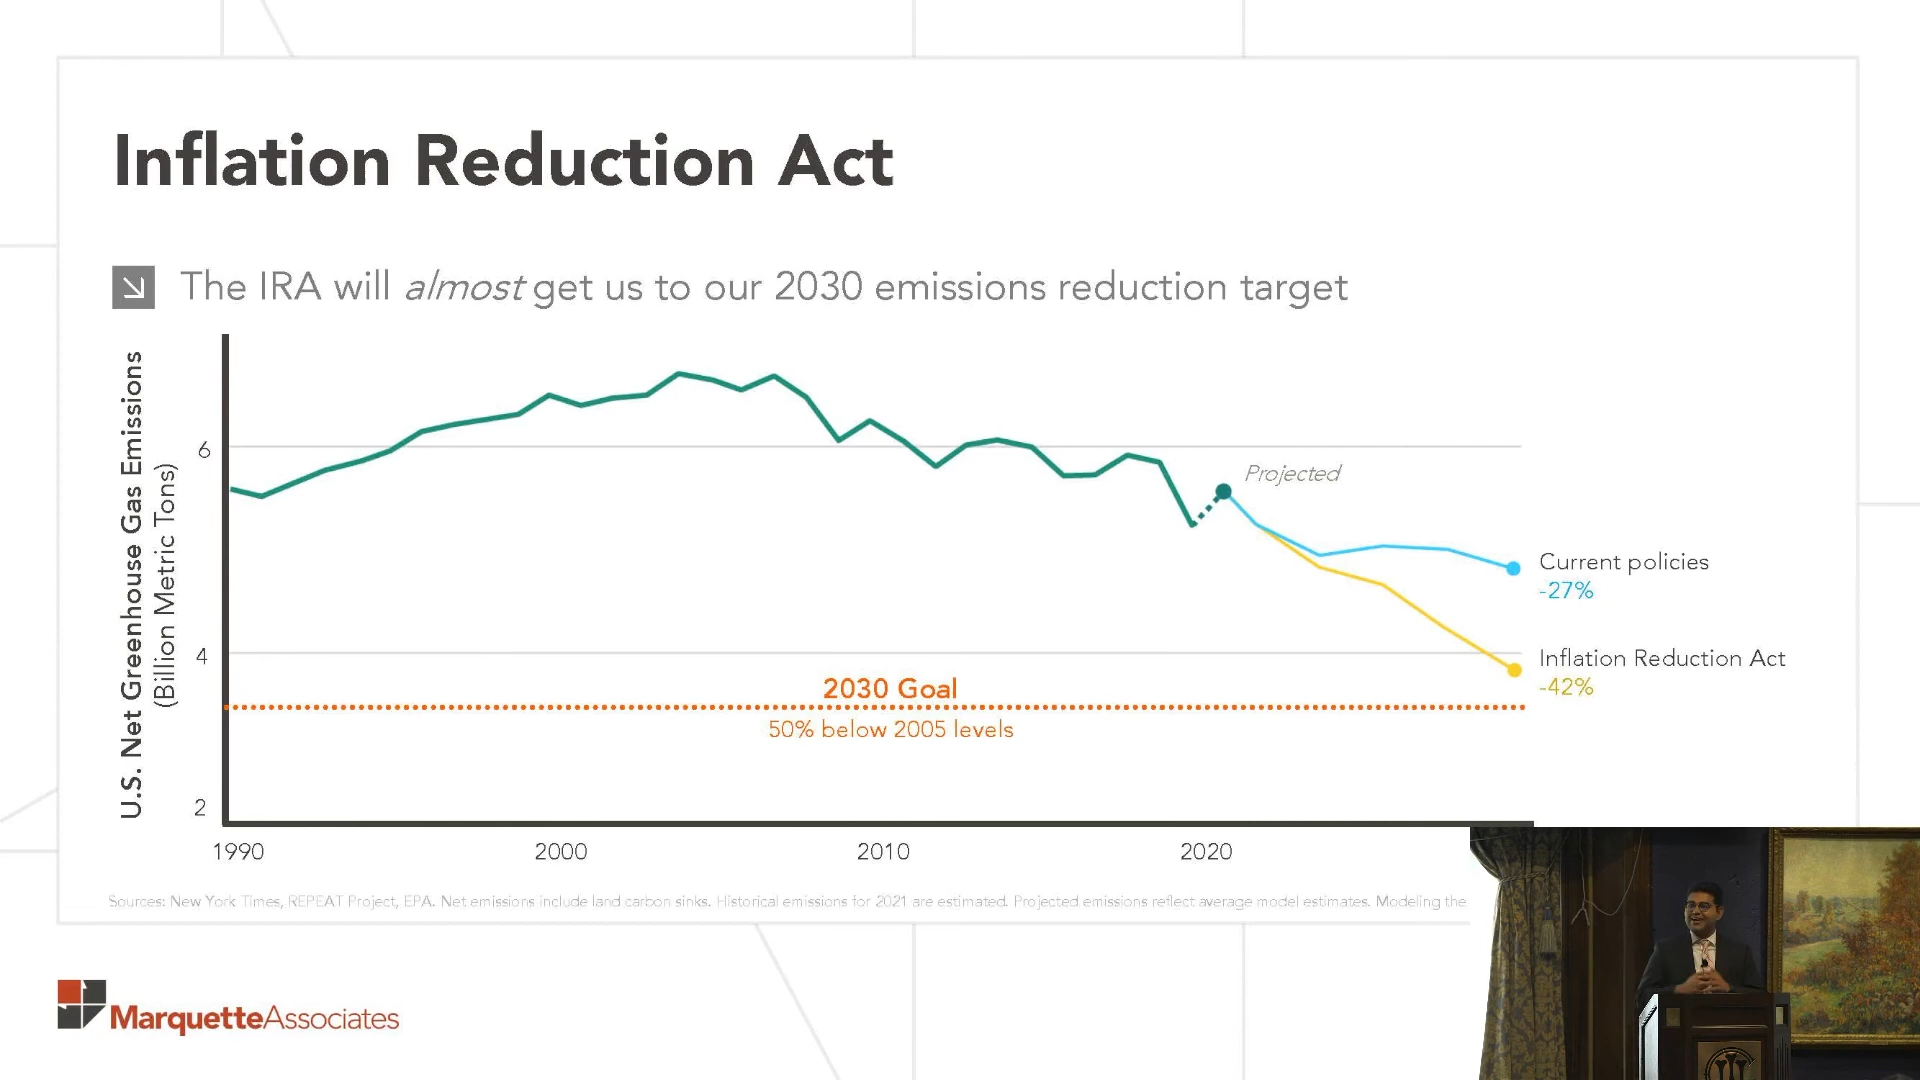 Inflation Reduction Act
The IRA will almost get us to our 2030 emissions reduction target
U.S. Net Greenhouse Gas Emissions
(Billion Metric Tons)
6
4
2
Projected
Current policies
-27%
Inflation Reduction Act
-42%
2030 Goal
50% below 2005 levels
1990
2000
2010
2020
Sources: New York Times, REPEAT Project, EPA. Net emissions include land carbon sinks. Historical emissions for 2021 are estimated. Projected emissions reflect average model estimates. Modeling the
MarquetteAssociates